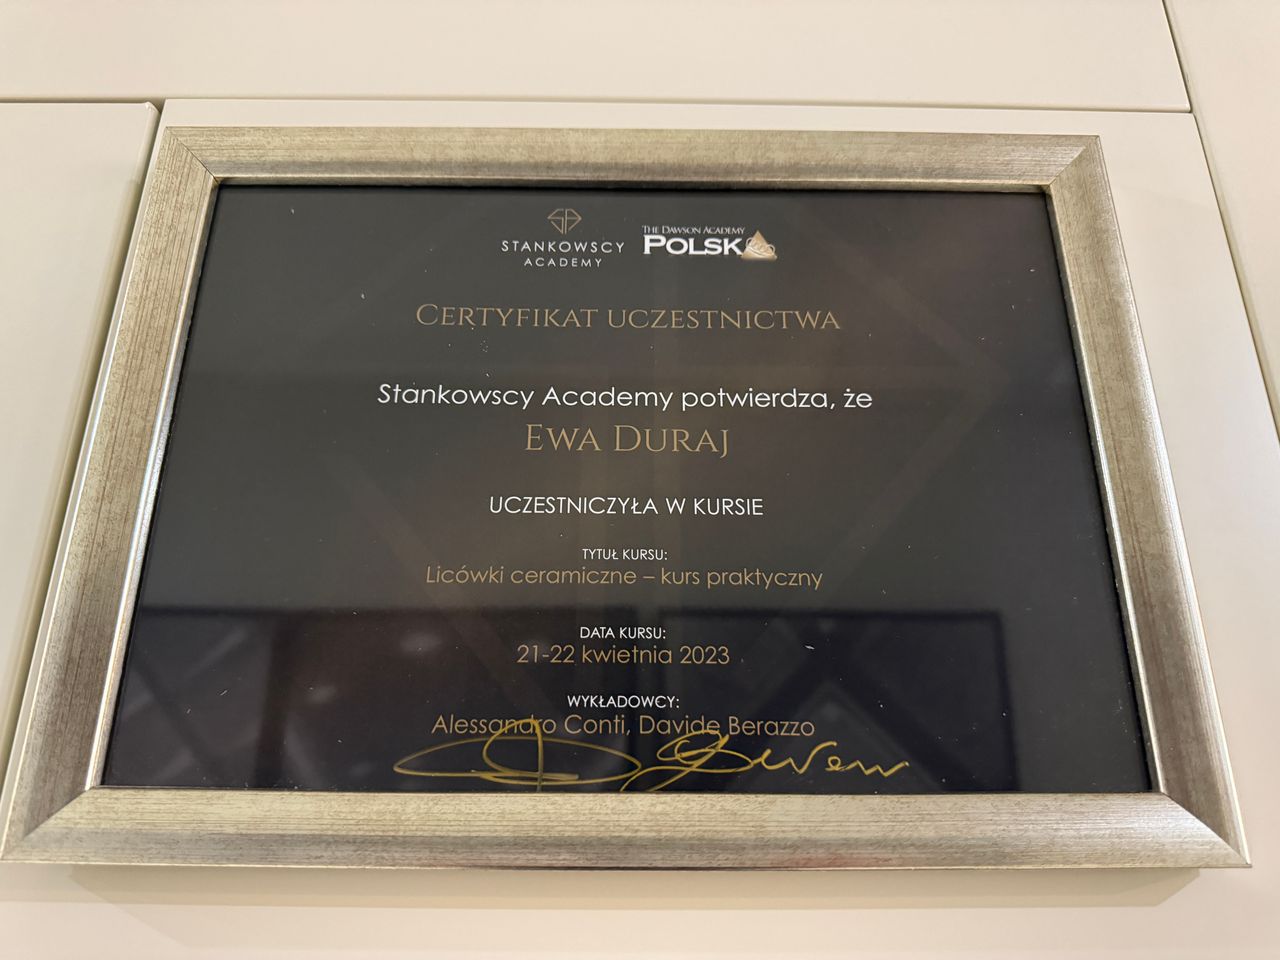 STANKOWSCY
ACADEMY
THE DAWSON ACADEMY
POLSKA
CERTYFIKAT UCZESTNICTWA
Stankowscy Academy potwierdza, że
EWA DURAJ
UCZESTNICZYŁA W KURSIE
TYTUŁ KURSU:
Licówki ceramiczne – kurs praktyczny
DATA KURSU:
21-22 kwietnia 2023
WYKŁADOWCY:
Alessandro Conti, Davide Berazzo